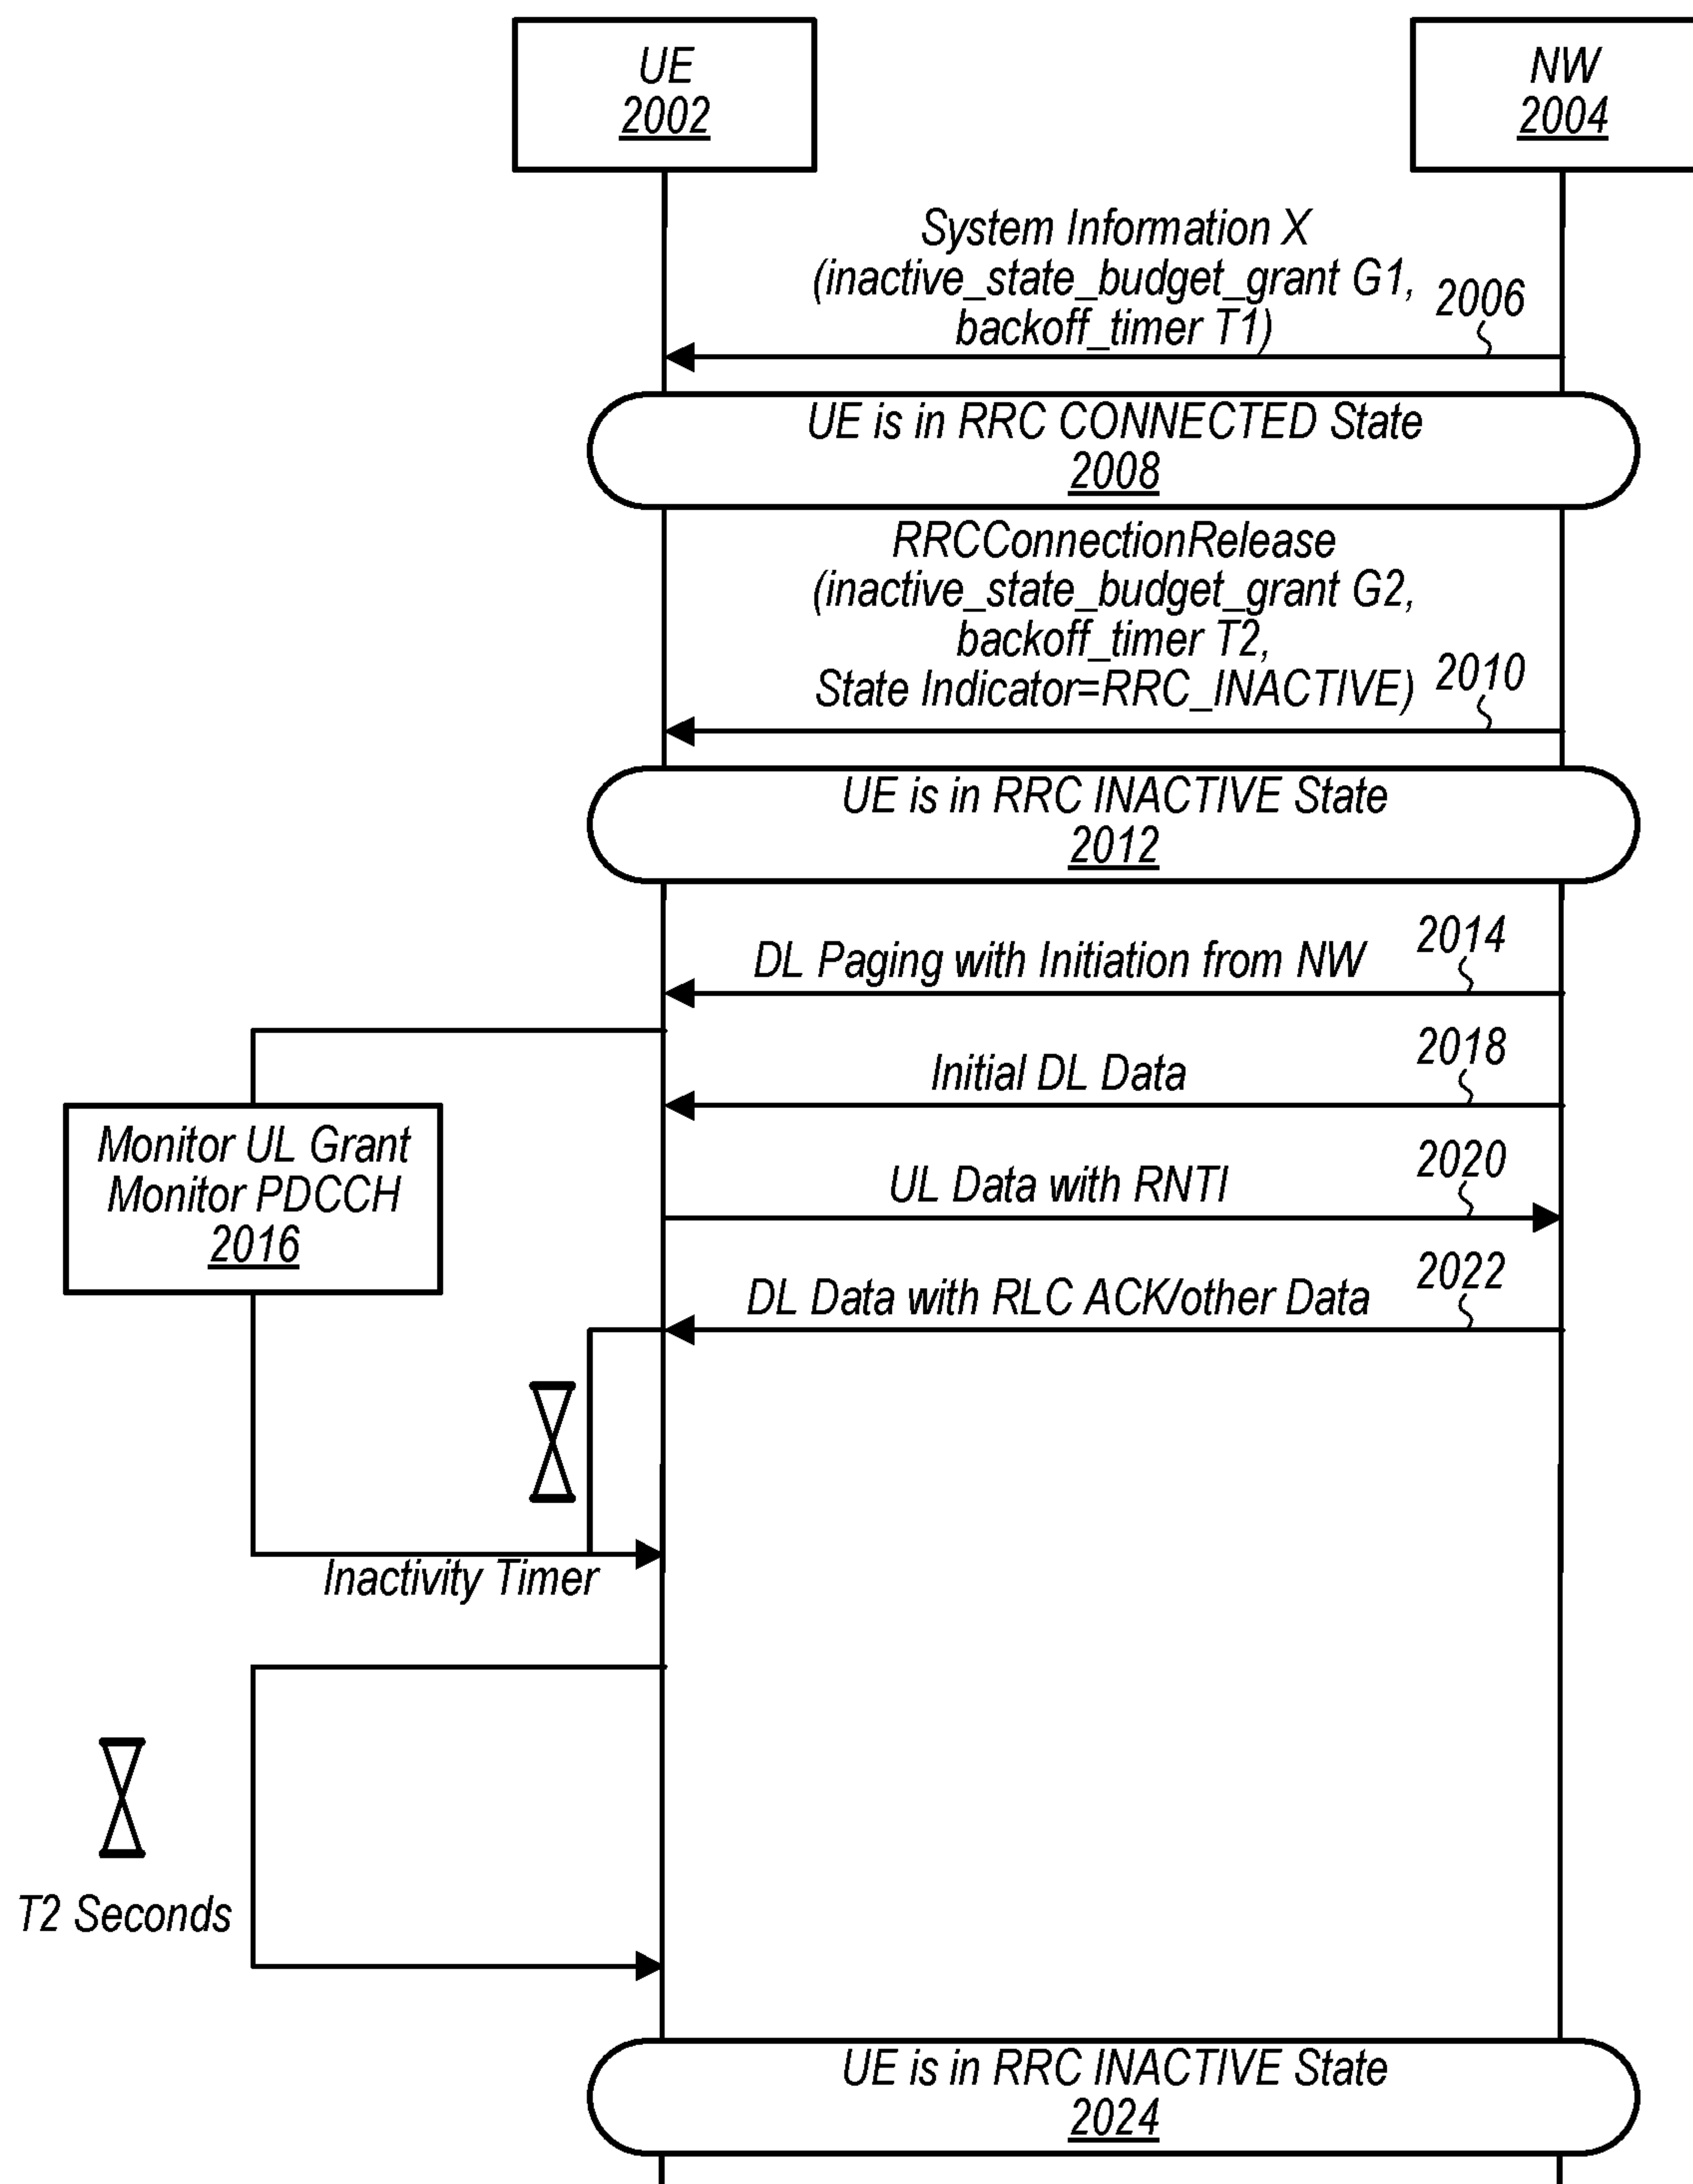 UE
2002
NW
2004
System Information X
(inactive_state_budget_grant G1,
backoff_timer T1)
2006
UE is in RRC CONNECTED State
2008
RRCConnectionRelease
(inactive_state_budget_grant G2,
backoff_timer T2,
State Indicator=RRC_INACTIVE)
2010
UE is in RRC INACTIVE State
2012
DL Paging with Initiation from NW
2014
Initial DL Data
2018
Monitor UL Grant
Monitor PDCCH
2016
UL Data with RNTI
2020
DL Data with RLC ACK/other Data
2022
Inactivity Timer
T2 Seconds
UE is in RRC INACTIVE State
2024